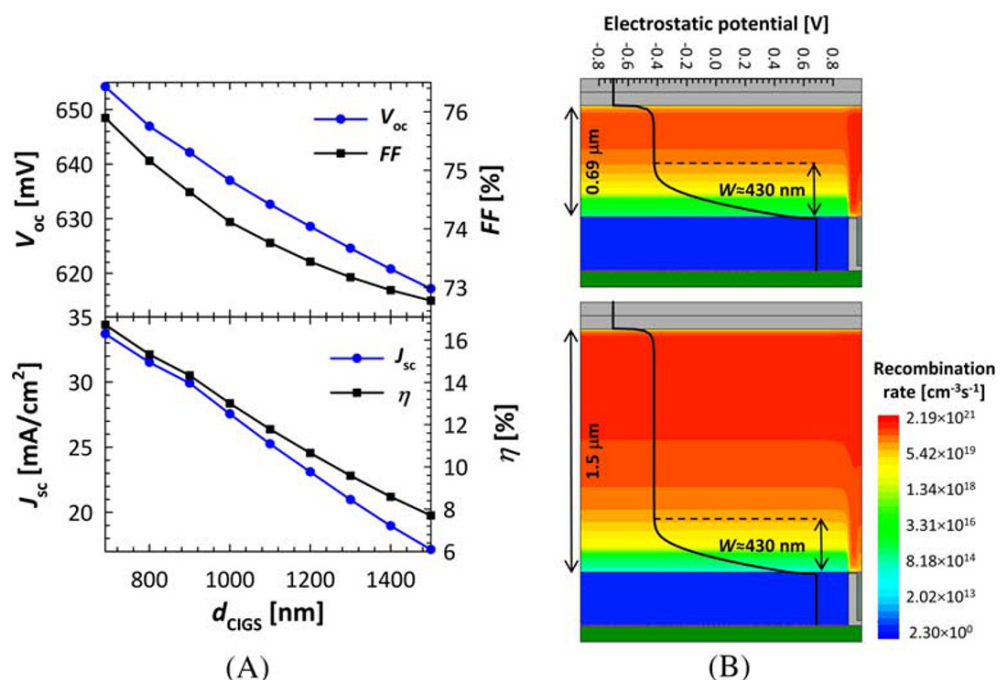 Electrostatic potential [V]
-0.8 -0.6 -0.4 -0.2 0.0 0.2 0.4 0.6 0.8
650
640
630
620
V_oc [mV]
V_oc
FF
76
75
74
73
FF [%]
35
30
25
20
J_sc [mA/cm²]
J_sc
η
16
14
12
10
8
6
η [%]
800 1000 1200 1400
d_CIGS [nm]
(A)
0.69 µm
W≈430 nm
1.5 µm
W≈430 nm
Recombination
rate [cm⁻³s⁻¹]
2.19×10²¹
5.42×10¹⁹
1.34×10¹⁸
3.31×10¹⁶
8.18×10¹⁴
2.02×10¹³
2.30×10⁰
(B)